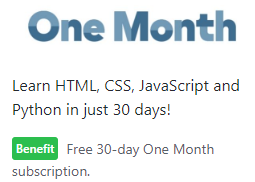 One Month
Learn HTML, CSS, JavaScript and
Python in just 30 days!
Benefit Free 30-day One Month
subscription.